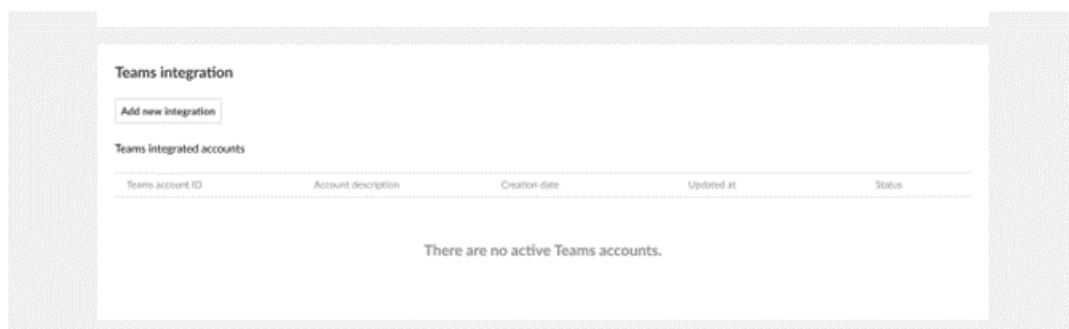 Teams integration
Add new integration
Teams integrated accounts
Teams account ID Account description Creation date Updated at Status
There are no active Teams accounts.